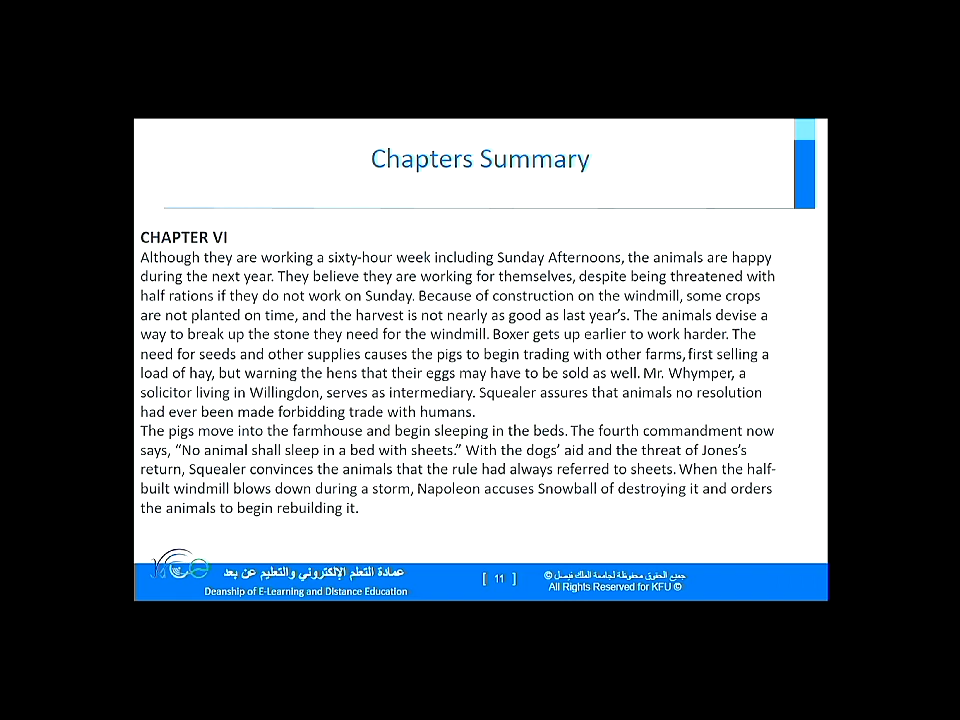 Chapters Summary
CHAPTER VI
Although they are working a sixty-hour week including Sunday Afternoons, the animals are happy
during the next year. They believe they are working for themselves, despite being threatened with
half rations if they do not work on Sunday. Because of construction on the windmill, some crops
are not planted on time, and the harvest is not nearly as good as last year's. The animals devise a
way to break up the stone they need for the windmill. Boxer gets up earlier to work harder. The
need for seeds and other supplies causes the pigs to begin trading with other farms, first selling a
load of hay, but warning the hens that their eggs may have to be sold as well. Mr. Whymper, a
solicitor living in Willingdon, serves as intermediary. Squealer assures that animals no resolution
had ever been made forbidding trade with humans.
The pigs move into the farmhouse and begin sleeping in the beds. The fourth commandment now
says, “No animal shall sleep in a bed with sheets.” With the dogs’ aid and the threat of Jones’s
return, Squealer convinces the animals that the rule had always referred to sheets. When the half-
built windmill blows down during a storm, Napoleon accuses Snowball of destroying it and orders
the animals to begin rebuilding it.
عمادة التعلم الإلكتروني والتعليم عن بعد
Deanship of E-Learning and Distance Education
[ 11 ]
جميع الحقوق محفوظة لجامعة الملك فيصل ©
All Rights Reserved for KFU ©